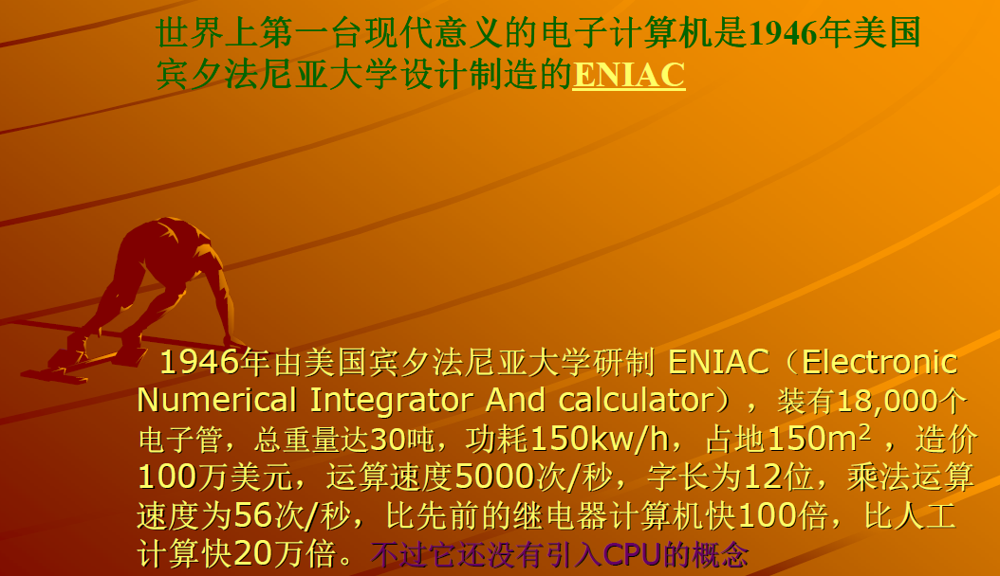 世界上第一台现代意义的电子计算机是1946年美国
宾夕法尼亚大学设计制造的ENIAC
1946年由美国宾夕法尼亚大学研制 ENIAC（Electronic
Numerical Integrator And calculator），装有18,000个
电子管，总重量达30吨，功耗150kw/h，占地150m²，造价
100万美元，运算速度5000次/秒，字长为12位，乘法运算
速度为56次/秒，比先前的继电器计算机快100倍，比人工
计算快20万倍。不过它还没有引入CPU的概念